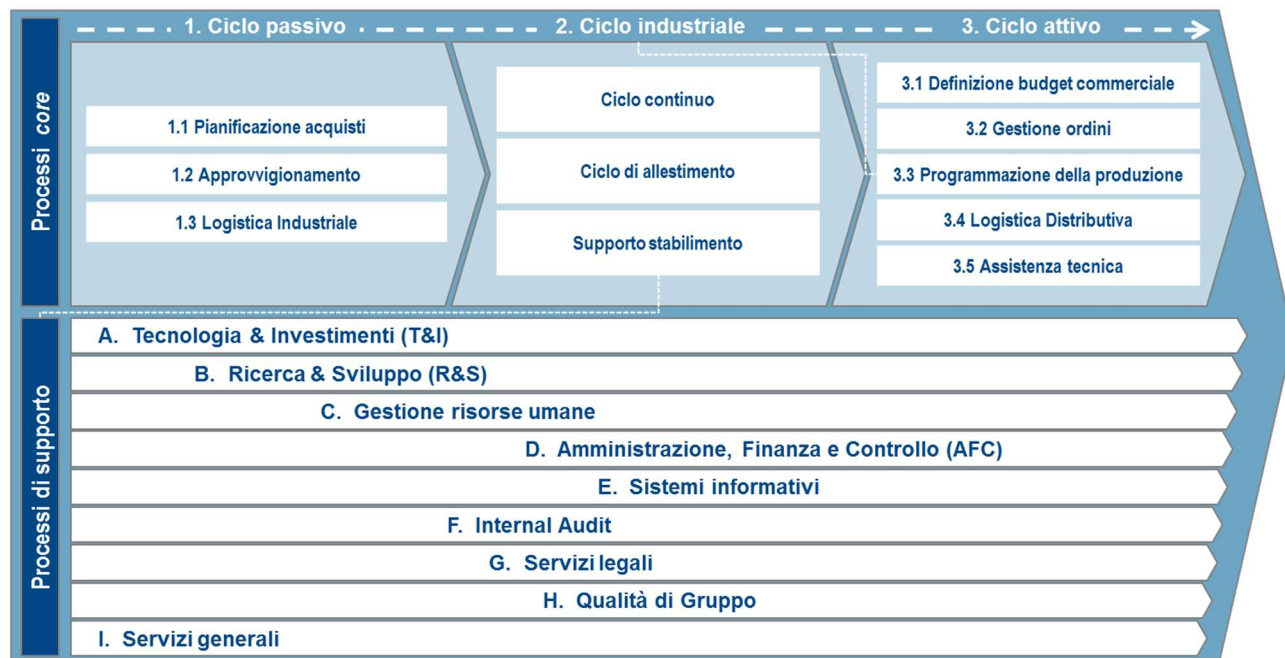 Processi core
1. Ciclo passivo
2. Ciclo industriale
3. Ciclo attivo
1.1 Pianificazione acquisti
1.2 Approvvigionamento
1.3 Logistica Industriale
Ciclo continuo
Ciclo di allestimento
Supporto stabilimento
3.1 Definizione budget commerciale
3.2 Gestione ordini
3.3 Programmazione della produzione
3.4 Logistica Distributiva
3.5 Assistenza tecnica
Processi di supporto
A. Tecnologia & Investimenti (T&I)
B. Ricerca & Sviluppo (R&S)
C. Gestione risorse umane
D. Amministrazione, Finanza e Controllo (AFC)
E. Sistemi informativi
F. Internal Audit
G. Servizi legali
H. Qualità di Gruppo
I. Servizi generali